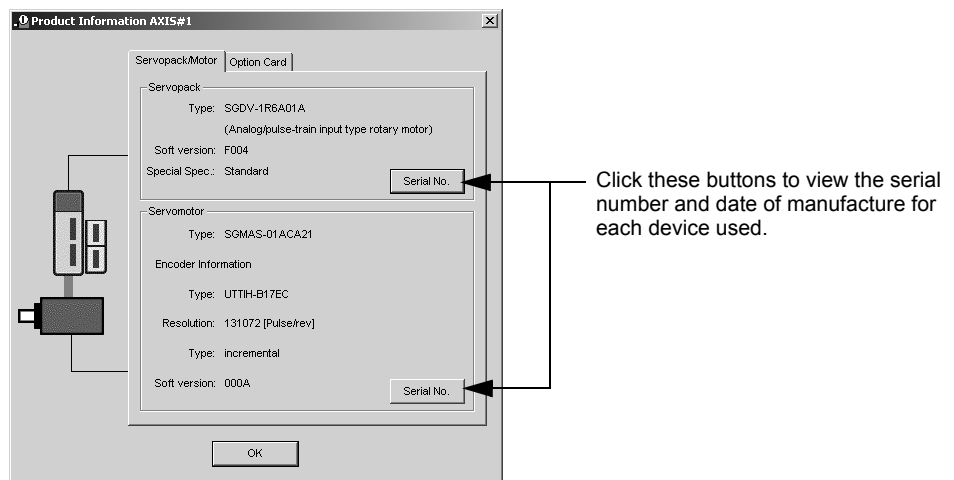 Product Information AXIS#1
Servopack/Motor
Option Card
Servopack
Type: SGDV-1R6A01A
(Analog/pulse-train input type rotary motor)
Soft version: F004
Special Spec.: Standard
Serial No.
Servomotor
Type: SGMAS-01ACA21
Encoder Information
Type: UTTIH-B17EC
Resolution: 131072 [Pulse/rev]
Type: incremental
Soft version: 000A
Serial No.
OK
Click these buttons to view the serial
number and date of manufacture for
each device used.